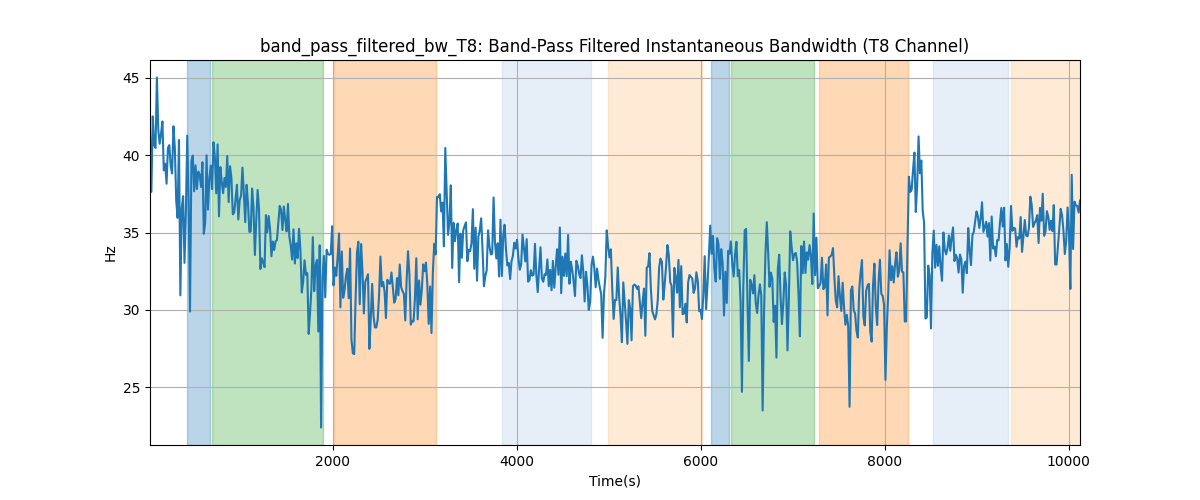 band_pass_filtered_bw_T8: Band-Pass Filtered Instantaneous Bandwidth (T8 Channel)
45
40
35
30
25
Hz
2000 4000 6000 8000 10000
Time(s)